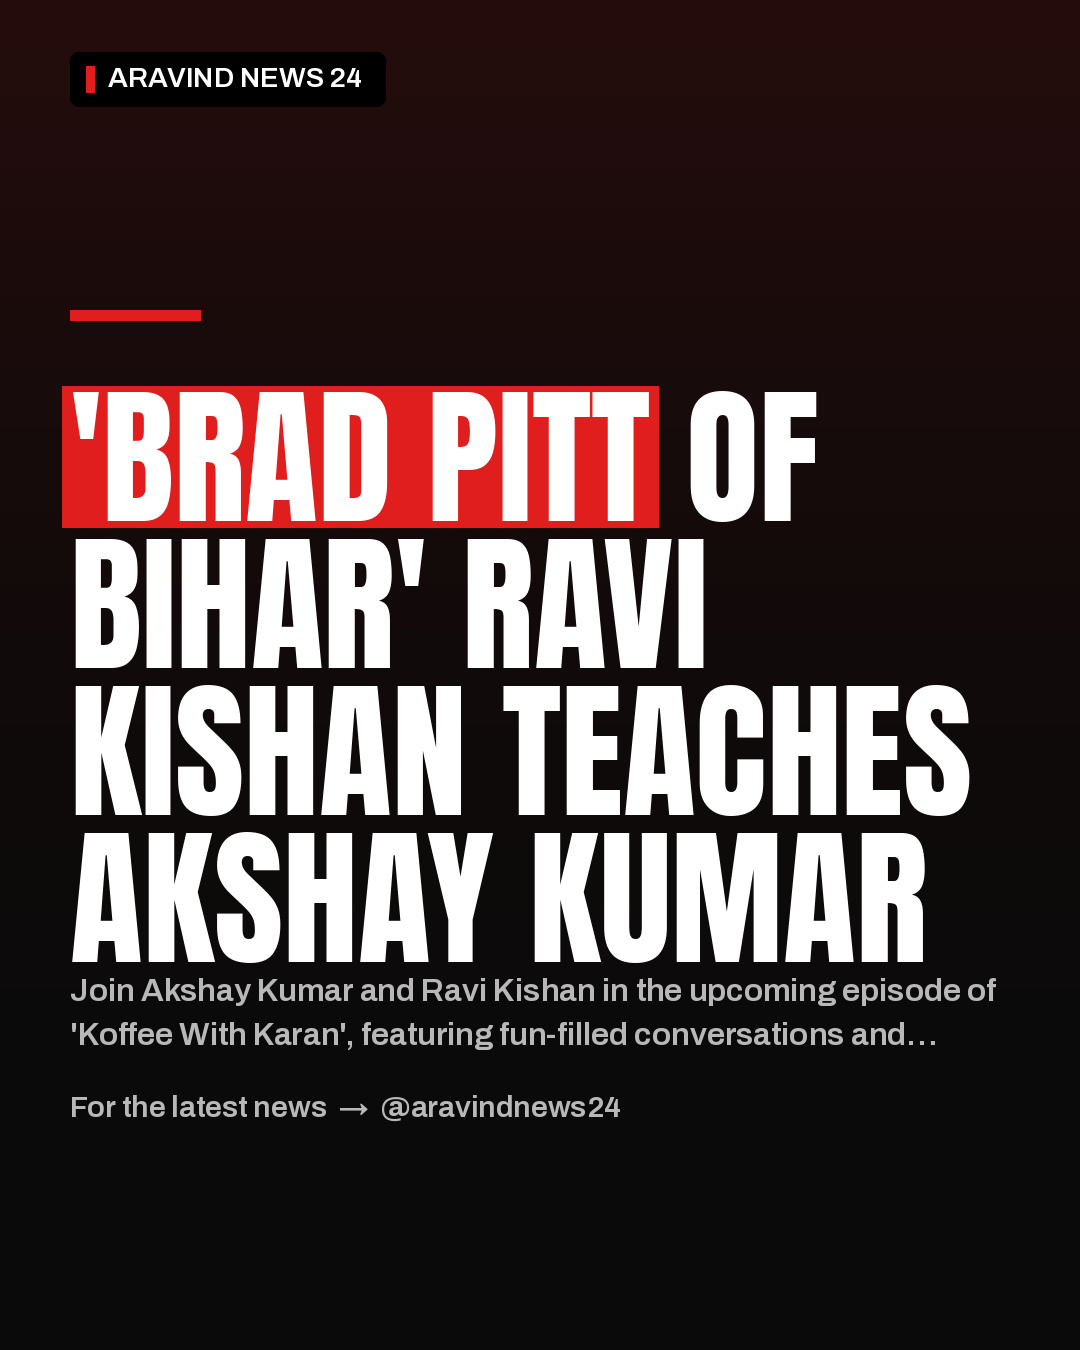 ARAVIND NEWS 24
'BRAD PITT OF
BIHAR' RAVI
KISHAN TEACHES
AKSHAY KUMAR
Join Akshay Kumar and Ravi Kishan in the upcoming episode of
'Koffee With Karan', featuring fun-filled conversations and...
For the latest news → @aravindnews24